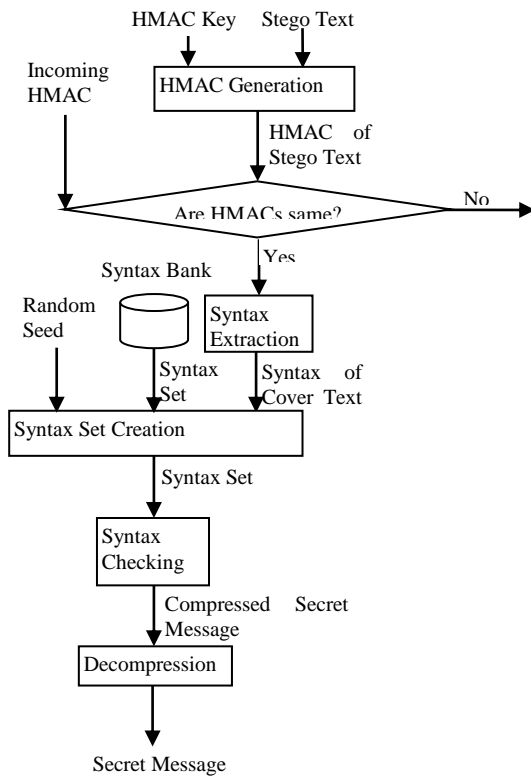 HMAC Key Stego Text
Incoming
HMAC
HMAC Generation
HMAC of
Stego Text
Are HMACs same?
No
Yes
Syntax Bank
Random
Seed
Syntax
Extraction
Syntax
Set
Syntax of
Cover Text
Syntax Set Creation
Syntax Set
Syntax
Checking
Compressed Secret
Message
Decompression
Secret Message